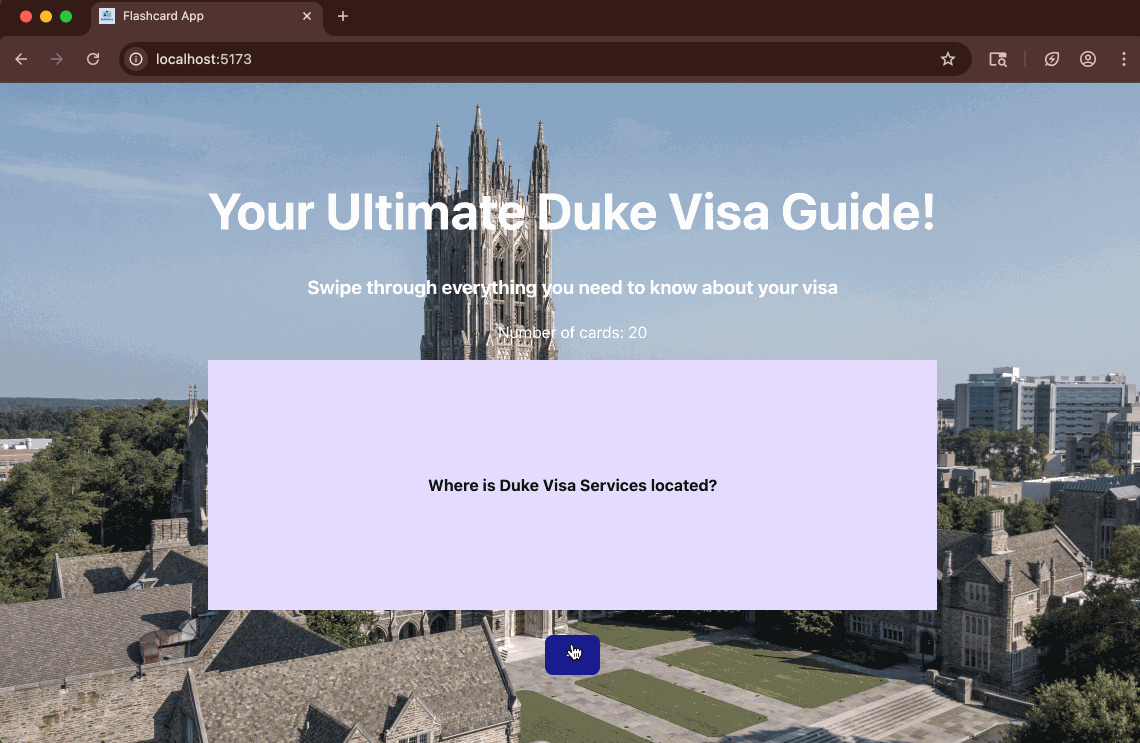 Flashcard App
localhost:5173
Your Ultimate Duke Visa Guide!
Swipe through everything you need to know about your visa
Number of cards: 20
Where is Duke Visa Services located?